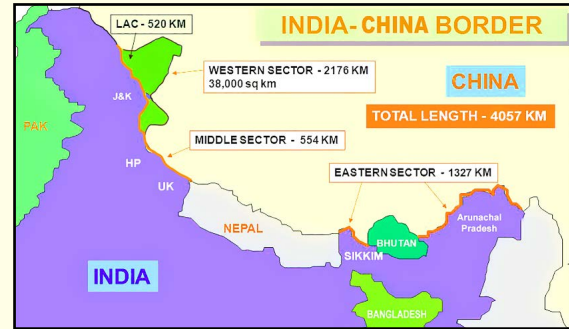 LAC - 520 KM
INDIA- CHINA BORDER
WESTERN SECTOR - 2176 KM
38,000 sq km
CHINA
J&K
TOTAL LENGTH - 4057 KM
PAK
MIDDLE SECTOR - 554 KM
HP
EASTERN SECTOR - 1327 KM
UK
NEPAL
Arunachal
Pradesh
BHUTAN
SIKKIM
INDIA
BANGLADESH